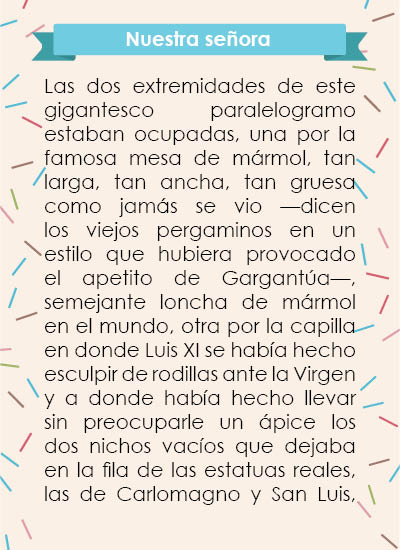 Nuestra señora
Las dos extremidades de este
gigantesco paralelogramo
estaban ocupadas, una por la
famosa mesa de mármol, tan
larga, tan ancha, tan gruesa
como jamás se vio —dicen
los viejos pergaminos en un
estilo que hubiera provocado
el apetito de Gargantúa—,
semejante loncha de mármol
en el mundo, otra por la capilla
en donde Luis XI se había hecho
esculpir de rodillas ante la Virgen
y a donde había hecho llevar
sin preocuparle un ápice los
dos nichos vacíos que dejaba
en la fila de las estatuas reales,
las de Carlomagno y San Luis,